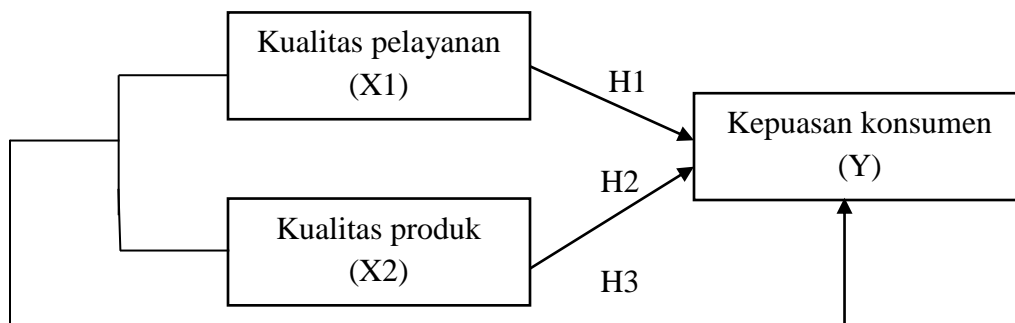 Kualitas pelayanan
(X1)
H1
Kepuasan konsumen
(Y)
H2
Kualitas produk
(X2)
H3